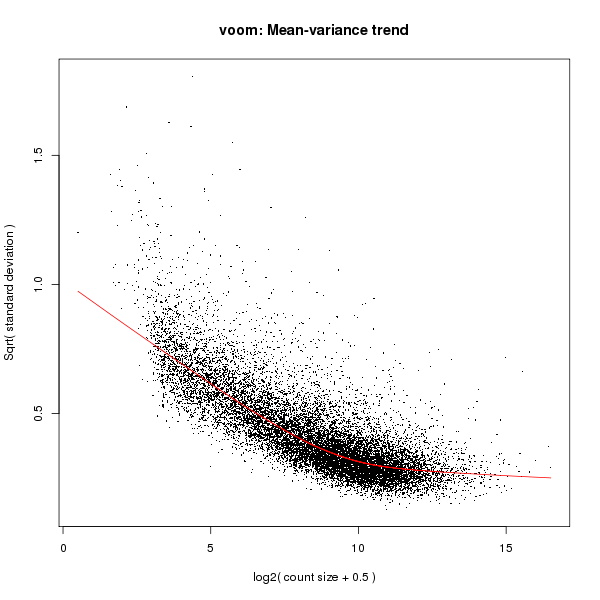 voom: Mean-variance trend
Sqrt( standard deviation )
1.5
1.0
0.5
0 5 10 15
log2( count size + 0.5 )